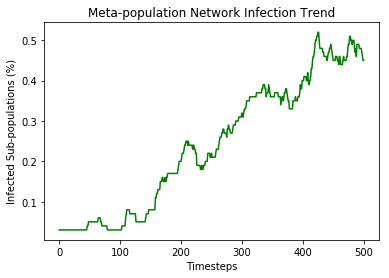 Meta-population Network Infection Trend
Infected Sub-populations (%)
0.5
0.4
0.3
0.2
0.1
0 100 200 300 400 500
Timesteps